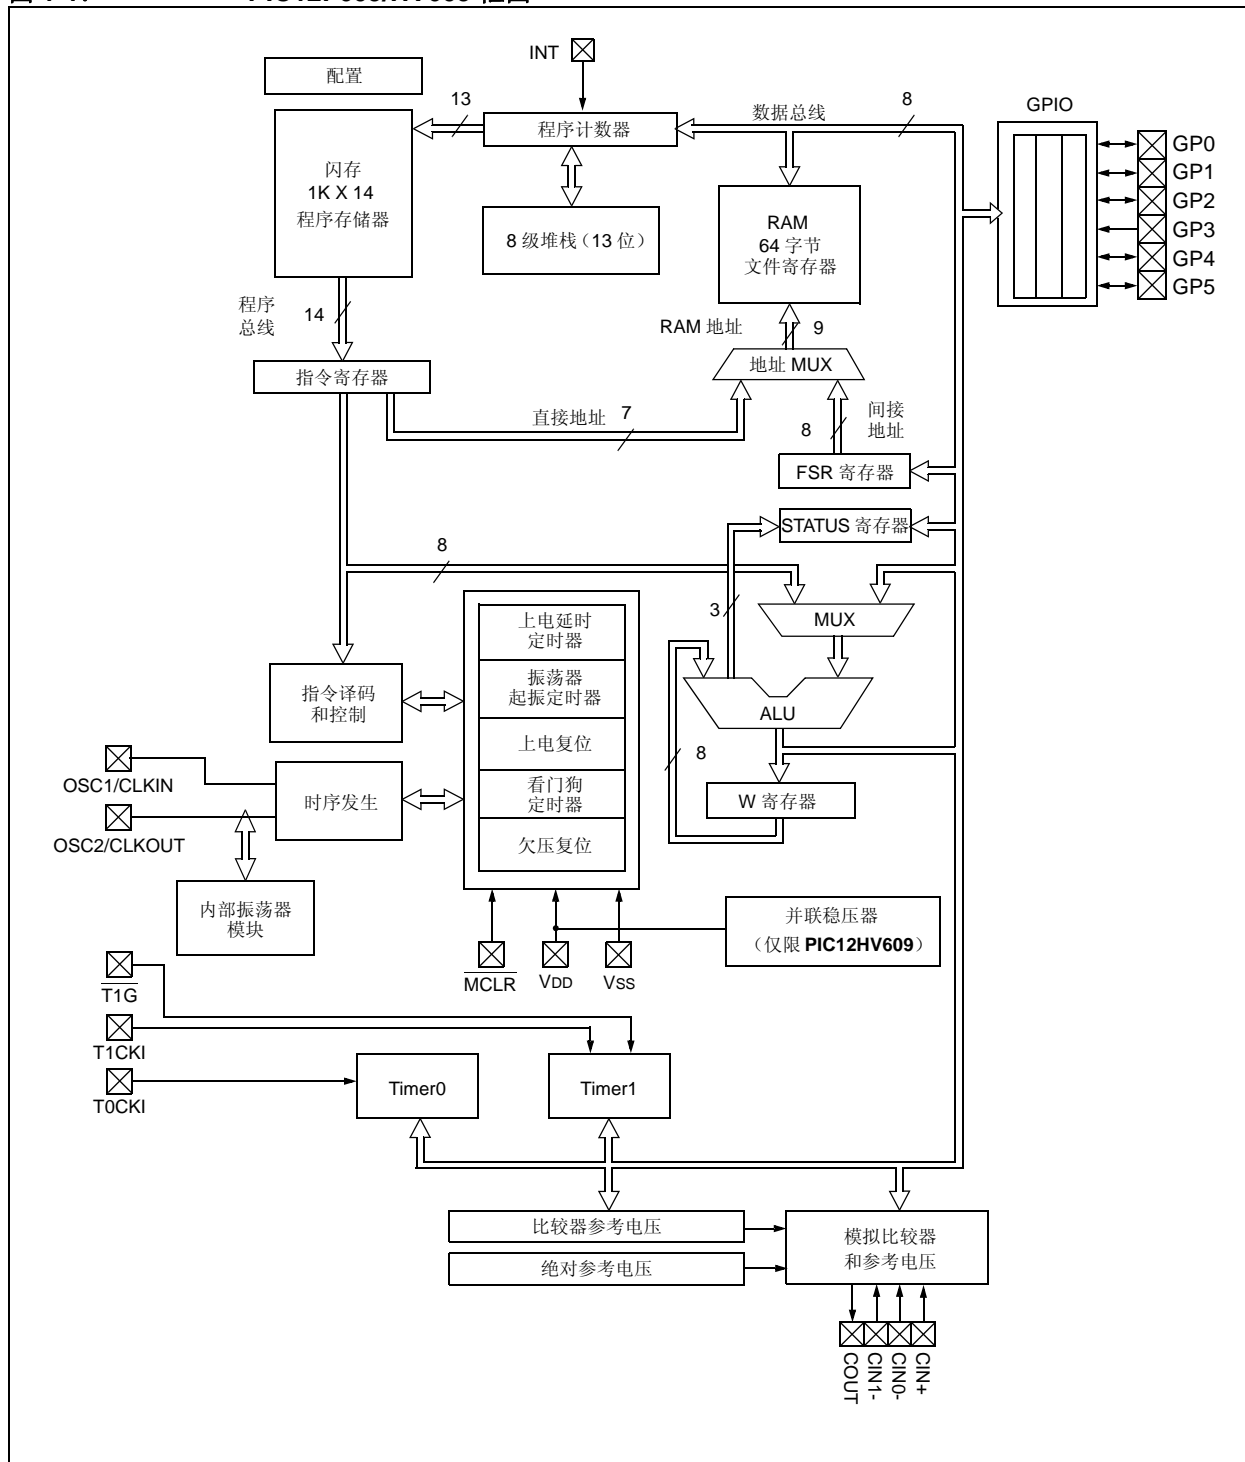 INT
配置
13
程序计数器
数据总线
8
GPIO
闪存
1K X 14
程序存储器
8 级堆栈（13 位）
RAM
64 字节
文件寄存器
GP0
GP1
GP2
GP3
GP4
GP5
程序
总线
14
RAM 地址
9
地址 MUX
指令寄存器
直接地址
7
间接
地址
8
FSR 寄存器
STATUS 寄存器
8
3
MUX
上电延时
定时器
振荡器
起振定时器
上电复位
看门狗
定时器
欠压复位
指令译码
和控制
ALU
8
W 寄存器
OSC1/CLKIN
时序发生
OSC2/CLKOUT
内部振荡器
模块
并联稳压器
（仅限 PIC12HV609）
MCLR
VDD
VSS
T1G
T1CKI
T0CKI
Timer0
Timer1
比较器参考电压
绝对参考电压
模拟比较器
和参考电压
COUT
CIN1-
CIN0-
CIN+